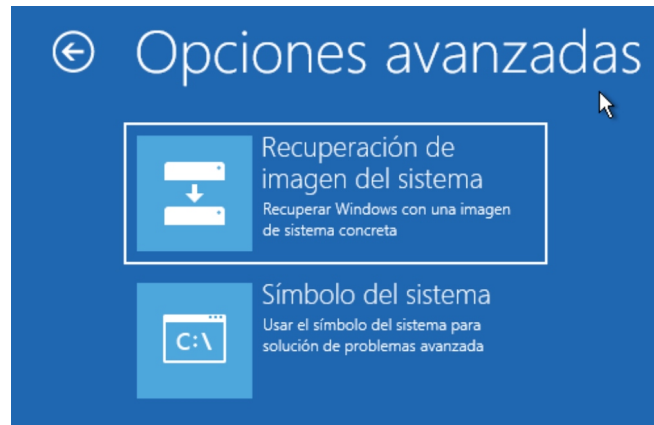 Opciones avanzadas
Recuperación de
imagen del sistema
Recuperar Windows con una imagen
de sistema concreta
Símbolo del sistema
C:\
Usar el símbolo del sistema para
solución de problemas avanzada